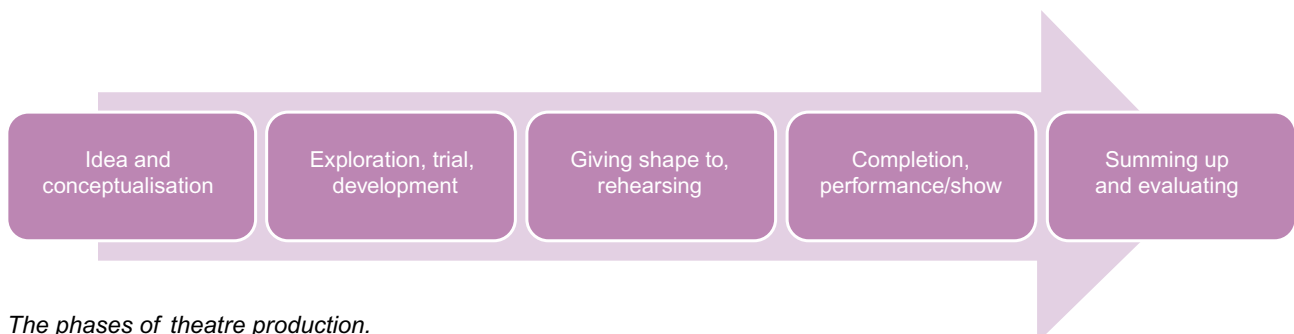 Idea and
conceptualisation
Exploration, trial,
development
Giving shape to,
rehearsing
Completion,
performance/show
Summing up
and evaluating
The phases of theatre production.